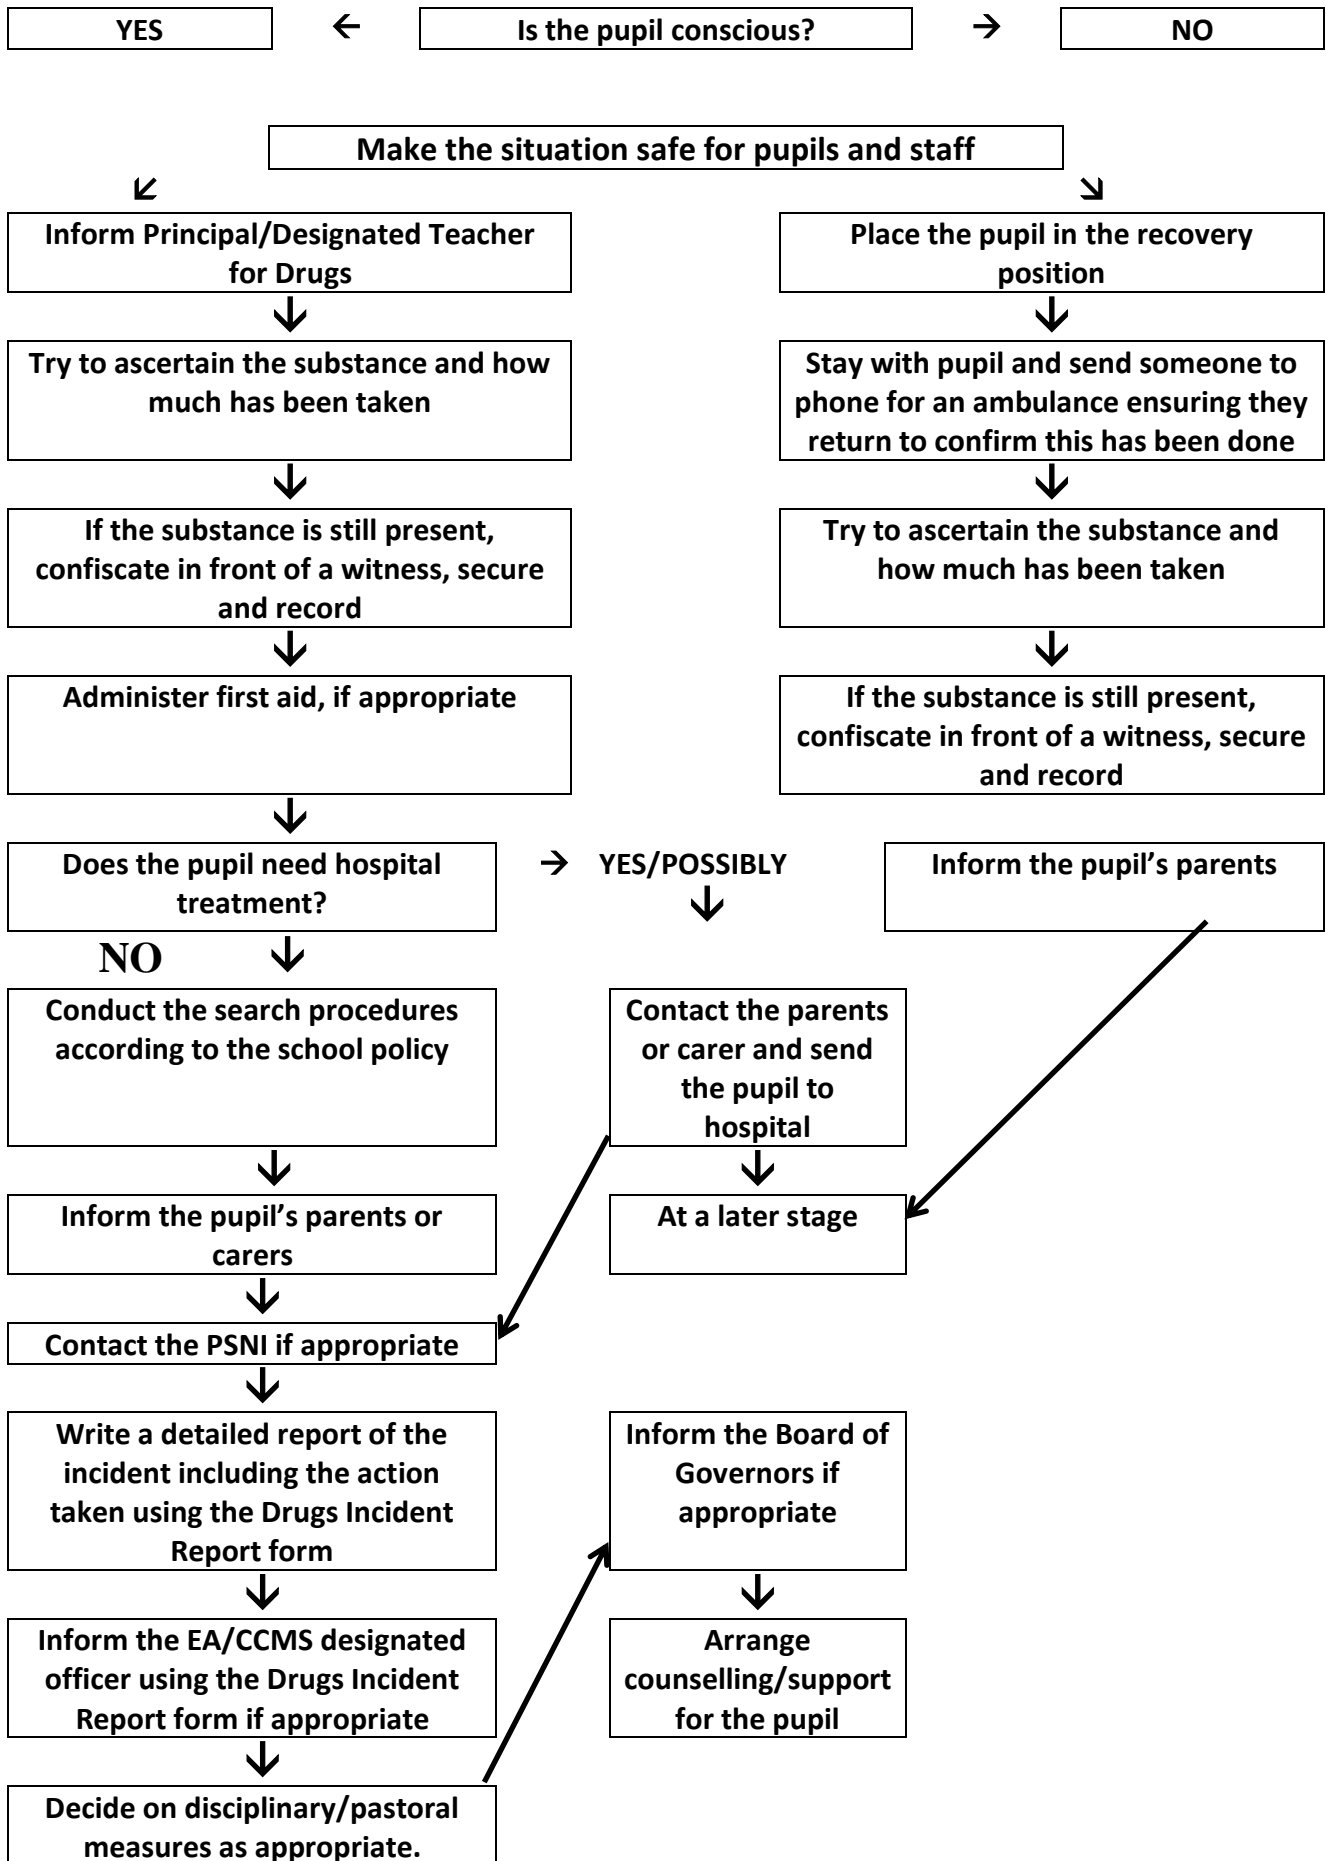 YES
Is the pupil conscious?
NO
Make the situation safe for pupils and staff
Inform Principal/Designated Teacher
for Drugs
Place the pupil in the recovery
position
Try to ascertain the substance and how
much has been taken
Stay with pupil and send someone to
phone for an ambulance ensuring they
return to confirm this has been done
If the substance is still present,
confiscate in front of a witness, secure
and record
Try to ascertain the substance and
how much has been taken
Administer first aid, if appropriate
If the substance is still present,
confiscate in front of a witness, secure
and record
Does the pupil need hospital
treatment?
YES/POSSIBLY
Inform the pupil’s parents
NO
Conduct the search procedures
according to the school policy
Contact the parents
or carer and send
the pupil to
hospital
Inform the pupil’s parents or
carers
At a later stage
Contact the PSNI if appropriate
Write a detailed report of the
incident including the action
taken using the Drugs Incident
Report form
Inform the Board of
Governors if
appropriate
Inform the EA/CCMS designated
officer using the Drugs Incident
Report form if appropriate
Arrange
counselling/support
for the pupil
Decide on disciplinary/pastoral
measures as appropriate.